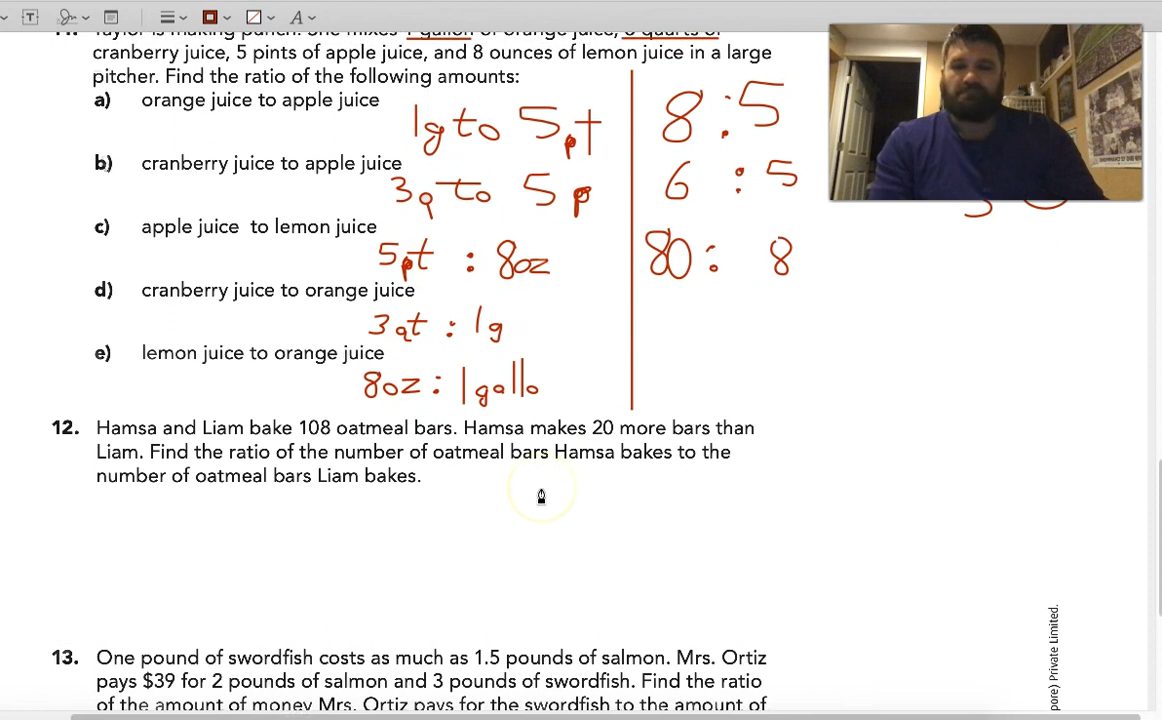 cranberry juice, 5 pints of apple juice, and 8 ounces of lemon juice in a large
pitcher. Find the ratio of the following amounts:
a) orange juice to apple juice
1g to 5pt 8:5
b) cranberry juice to apple juice
3q to 5p 6:5
c) apple juice to lemon juice
5pt : 8oz 80: 8
d) cranberry juice to orange juice
3qt : 1g
e) lemon juice to orange juice
8oz : 1gallo
12. Hamsa and Liam bake 108 oatmeal bars. Hamsa makes 20 more bars than
Liam. Find the ratio of the number of oatmeal bars Hamsa bakes to the
number of oatmeal bars Liam bakes.
13. One pound of swordfish costs as much as 1.5 pounds of salmon. Mrs. Ortiz
pays $39 for 2 pounds of salmon and 3 pounds of swordfish. Find the ratio
of the amount of money Mrs. Ortiz pays for the swordfish to the amount of
ore) Private Limited.